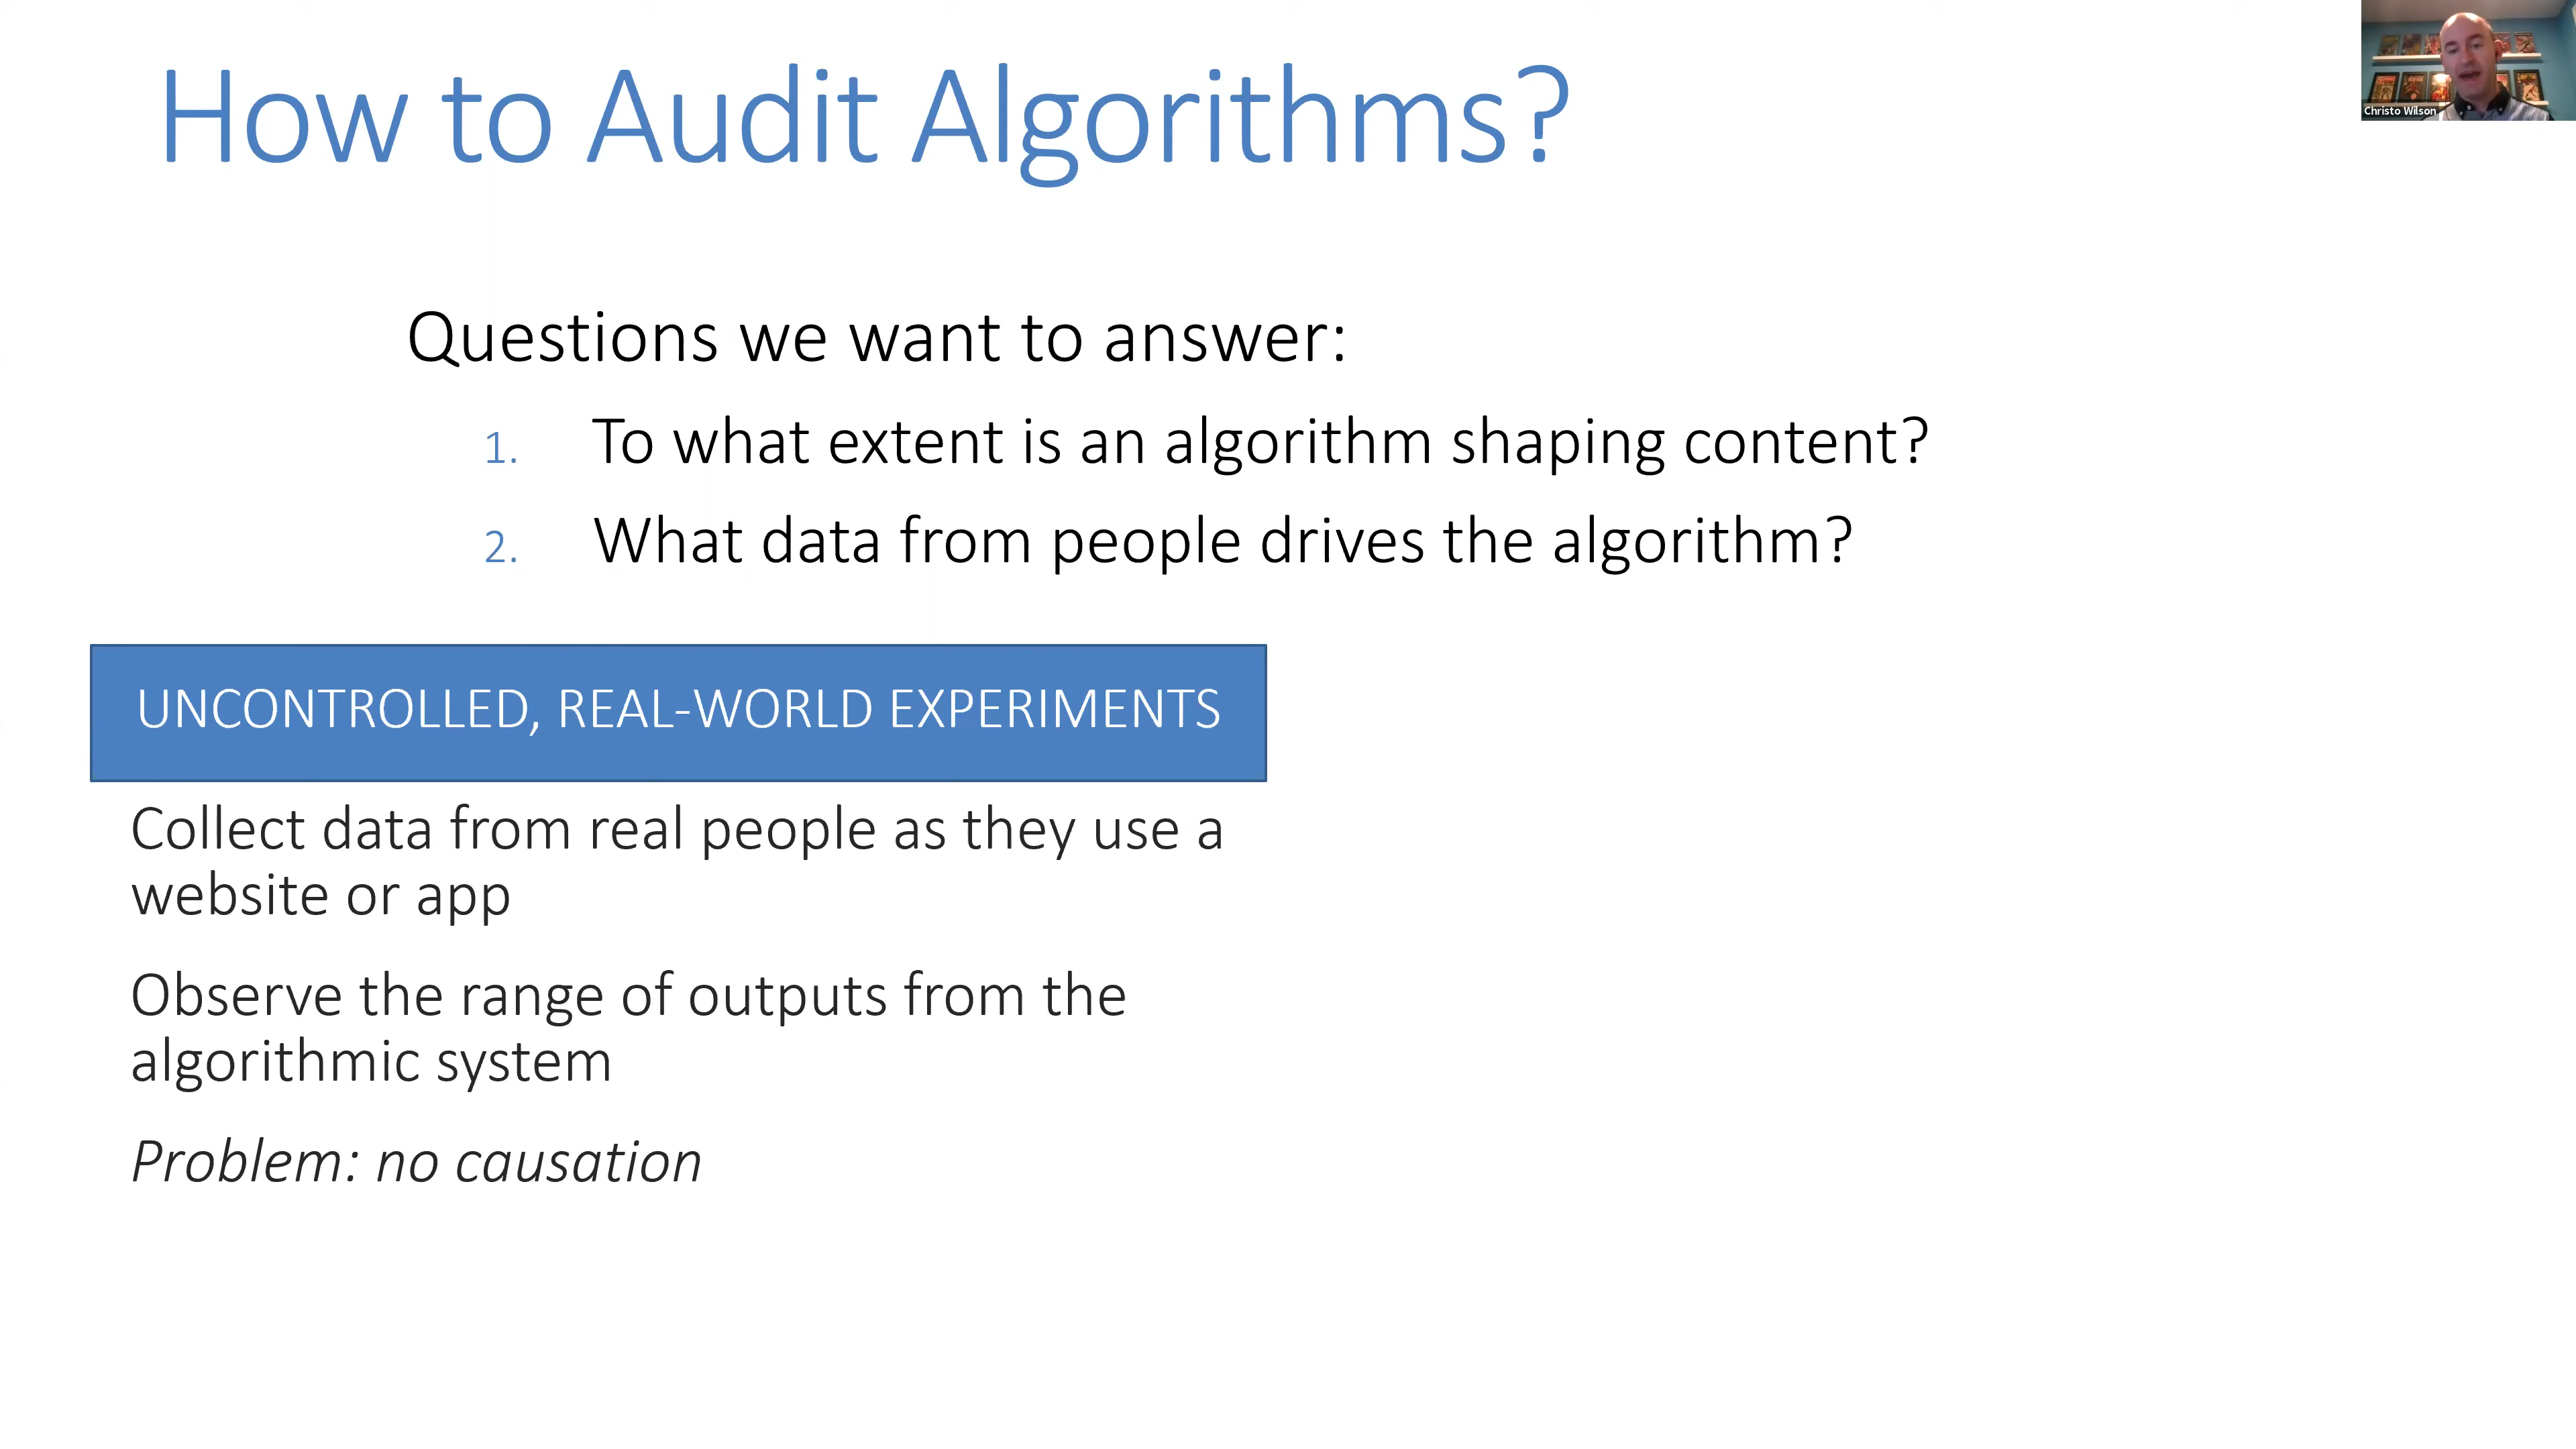 How to Audit Algorithms?
Christo Wilson
Questions we want to answer:
1. To what extent is an algorithm shaping content?
2. What data from people drives the algorithm?
UNCONTROLLED, REAL-WORLD EXPERIMENTS
Collect data from real people as they use a
website or app
Observe the range of outputs from the
algorithmic system
Problem: no causation